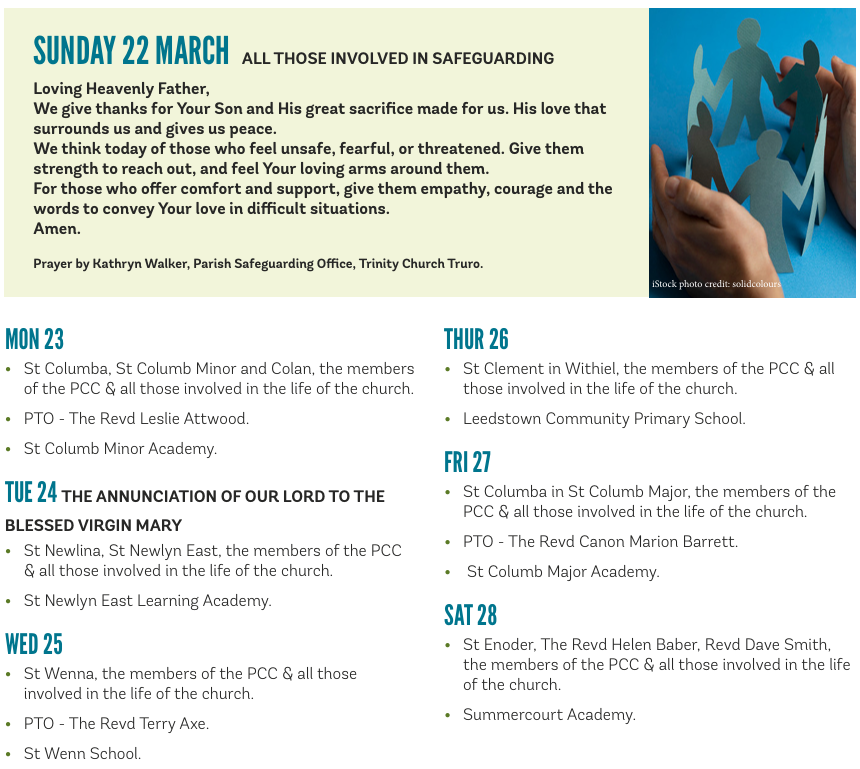 SUNDAY 22 MARCH ALL THOSE INVOLVED IN SAFEGUARDING
Loving Heavenly Father,
We give thanks for Your Son and His great sacrifice made for us. His love that
surrounds us and gives us peace.
We think today of those who feel unsafe, fearful, or threatened. Give them
strength to reach out, and feel Your loving arms around them.
For those who offer comfort and support, give them empathy, courage and the
words to convey Your love in difficult situations.
Amen.
Prayer by Kathryn Walker, Parish Safeguarding Office, Trinity Church Truro.
iStock photo credit: solidcolours
MON 23
• St Columba, St Columb Minor and Colan, the members
of the PCC & all those involved in the life of the church.
• PTO - The Revd Leslie Attwood.
• St Columb Minor Academy.
TUE 24 THE ANNUNCIATION OF OUR LORD TO THE
BLESSED VIRGIN MARY
• St Newlina, St Newlyn East, the members of the PCC
& all those involved in the life of the church.
• St Newlyn East Learning Academy.
WED 25
• St Wenna, the members of the PCC & all those
involved in the life of the church.
• PTO - The Revd Terry Axe.
• St Wenn School.
THUR 26
• St Clement in Withiel, the members of the PCC & all
those involved in the life of the church.
• Leedstown Community Primary School.
FRI 27
• St Columba in St Columb Major, the members of the
PCC & all those involved in the life of the church.
• PTO - The Revd Canon Marion Barrett.
• St Columb Major Academy.
SAT 28
• St Enoder, The Revd Helen Baber, Revd Dave Smith,
the members of the PCC & all those involved in the life
of the church.
• Summercourt Academy.